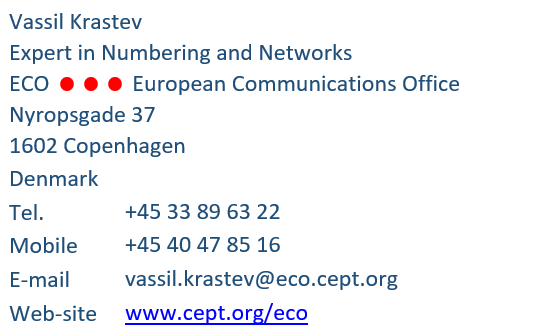 Vassil Krastev
Expert in Numbering and Networks
ECO ● ● ● European Communications Office
Nyropsgade 37
1602 Copenhagen
Denmark
Tel. +45 33 89 63 22
Mobile +45 40 47 85 16
E-mail vassil.krastev@eco.cept.org
Web-site www.cept.org/eco